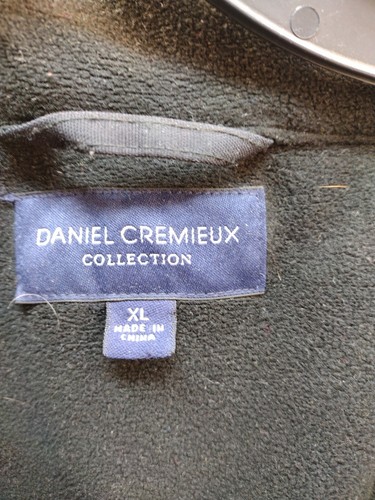 DANIEL CREMIEUX
COLLECTION
XL
MADE IN
CHINA